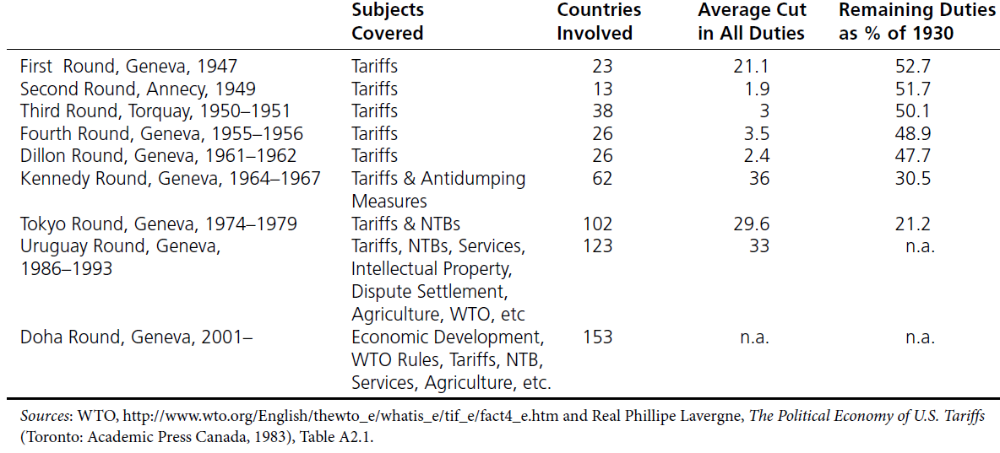 Subjects Countries Average Cut Remaining Duties
Covered Involved in All Duties as % of 1930
First Round, Geneva, 1947 Tariffs 23 21.1 52.7
Second Round, Annecy, 1949 Tariffs 13 1.9 51.7
Third Round, Torquay, 1950–1951 Tariffs 38 3 50.1
Fourth Round, Geneva, 1955–1956 Tariffs 26 3.5 48.9
Dillon Round, Geneva, 1961–1962 Tariffs 26 2.4 47.7
Kennedy Round, Geneva, 1964–1967 Tariffs & Antidumping 62 36 30.5
Measures
Tokyo Round, Geneva, 1974–1979 Tariffs & NTBs 102 29.6 21.2
Uruguay Round, Geneva, Tariffs, NTBs, Services, 123 33 n.a.
1986–1993 Intellectual Property,
Dispute Settlement,
Agriculture, WTO, etc
Doha Round, Geneva, 2001– Economic Development, 153 n.a. n.a.
WTO Rules, Tariffs, NTB,
Services, Agriculture, etc.
Sources: WTO, http://www.wto.org/English/thewto_e/whatis_e/tif_e/fact4_e.htm and Real Phillipe Lavergne, The Political Economy of U.S. Tariffs
(Toronto: Academic Press Canada, 1983), Table A2.1.